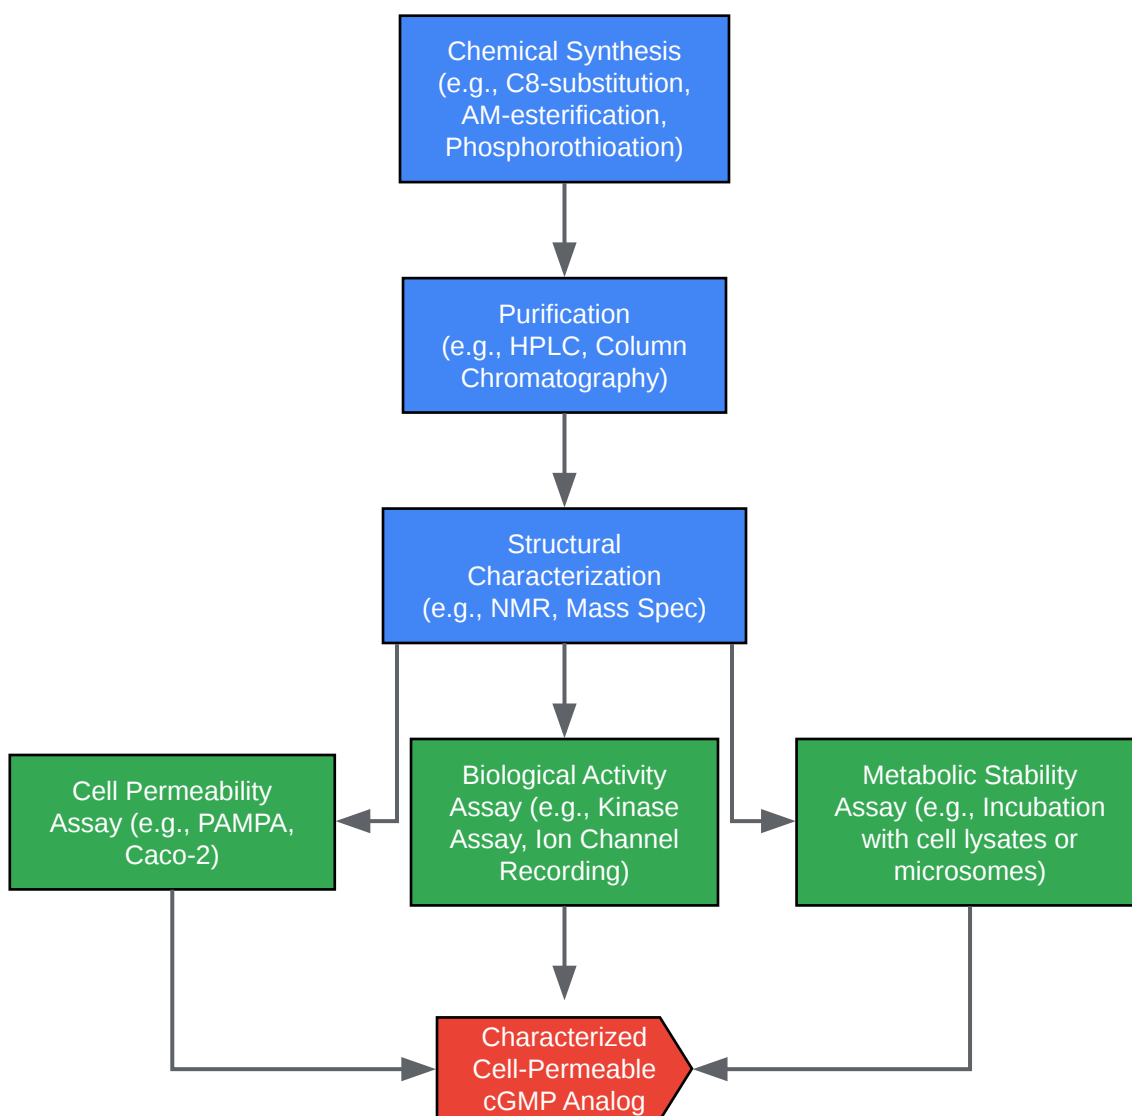 Chemical Synthesis
(e.g., C8-substitution,
AM-esterification,
Phosphorothioation)
Purification
(e.g., HPLC, Column
Chromatography)
Structural
Characterization
(e.g., NMR, Mass Spec)
Cell Permeability
Assay (e.g., PAMPA,
Caco-2)
Biological Activity
Assay (e.g., Kinase
Assay, Ion Channel
Recording)
Metabolic Stability
Assay (e.g., Incubation
with cell lysates or
microsomes)
Characterized
Cell-Permeable
cGMP Analog